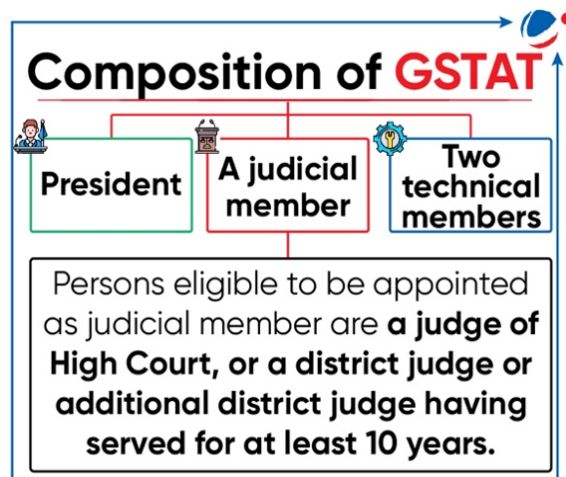 Composition of GSTAT
President
A judicial
member
Two
technical
members
Persons eligible to be appointed
as judicial member are a judge of
High Court, or a district judge or
additional district judge having
served for at least 10 years.